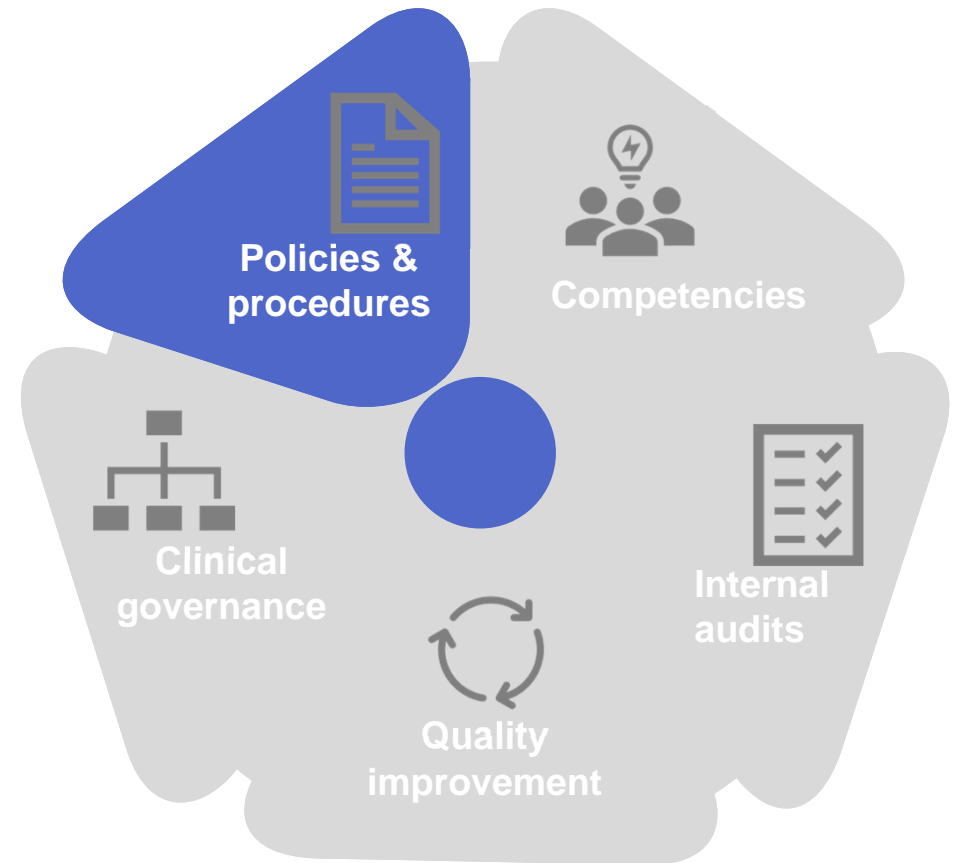 Policies &
procedures
Competencies
Clinical
governance
Internal
audits
Quality
improvement